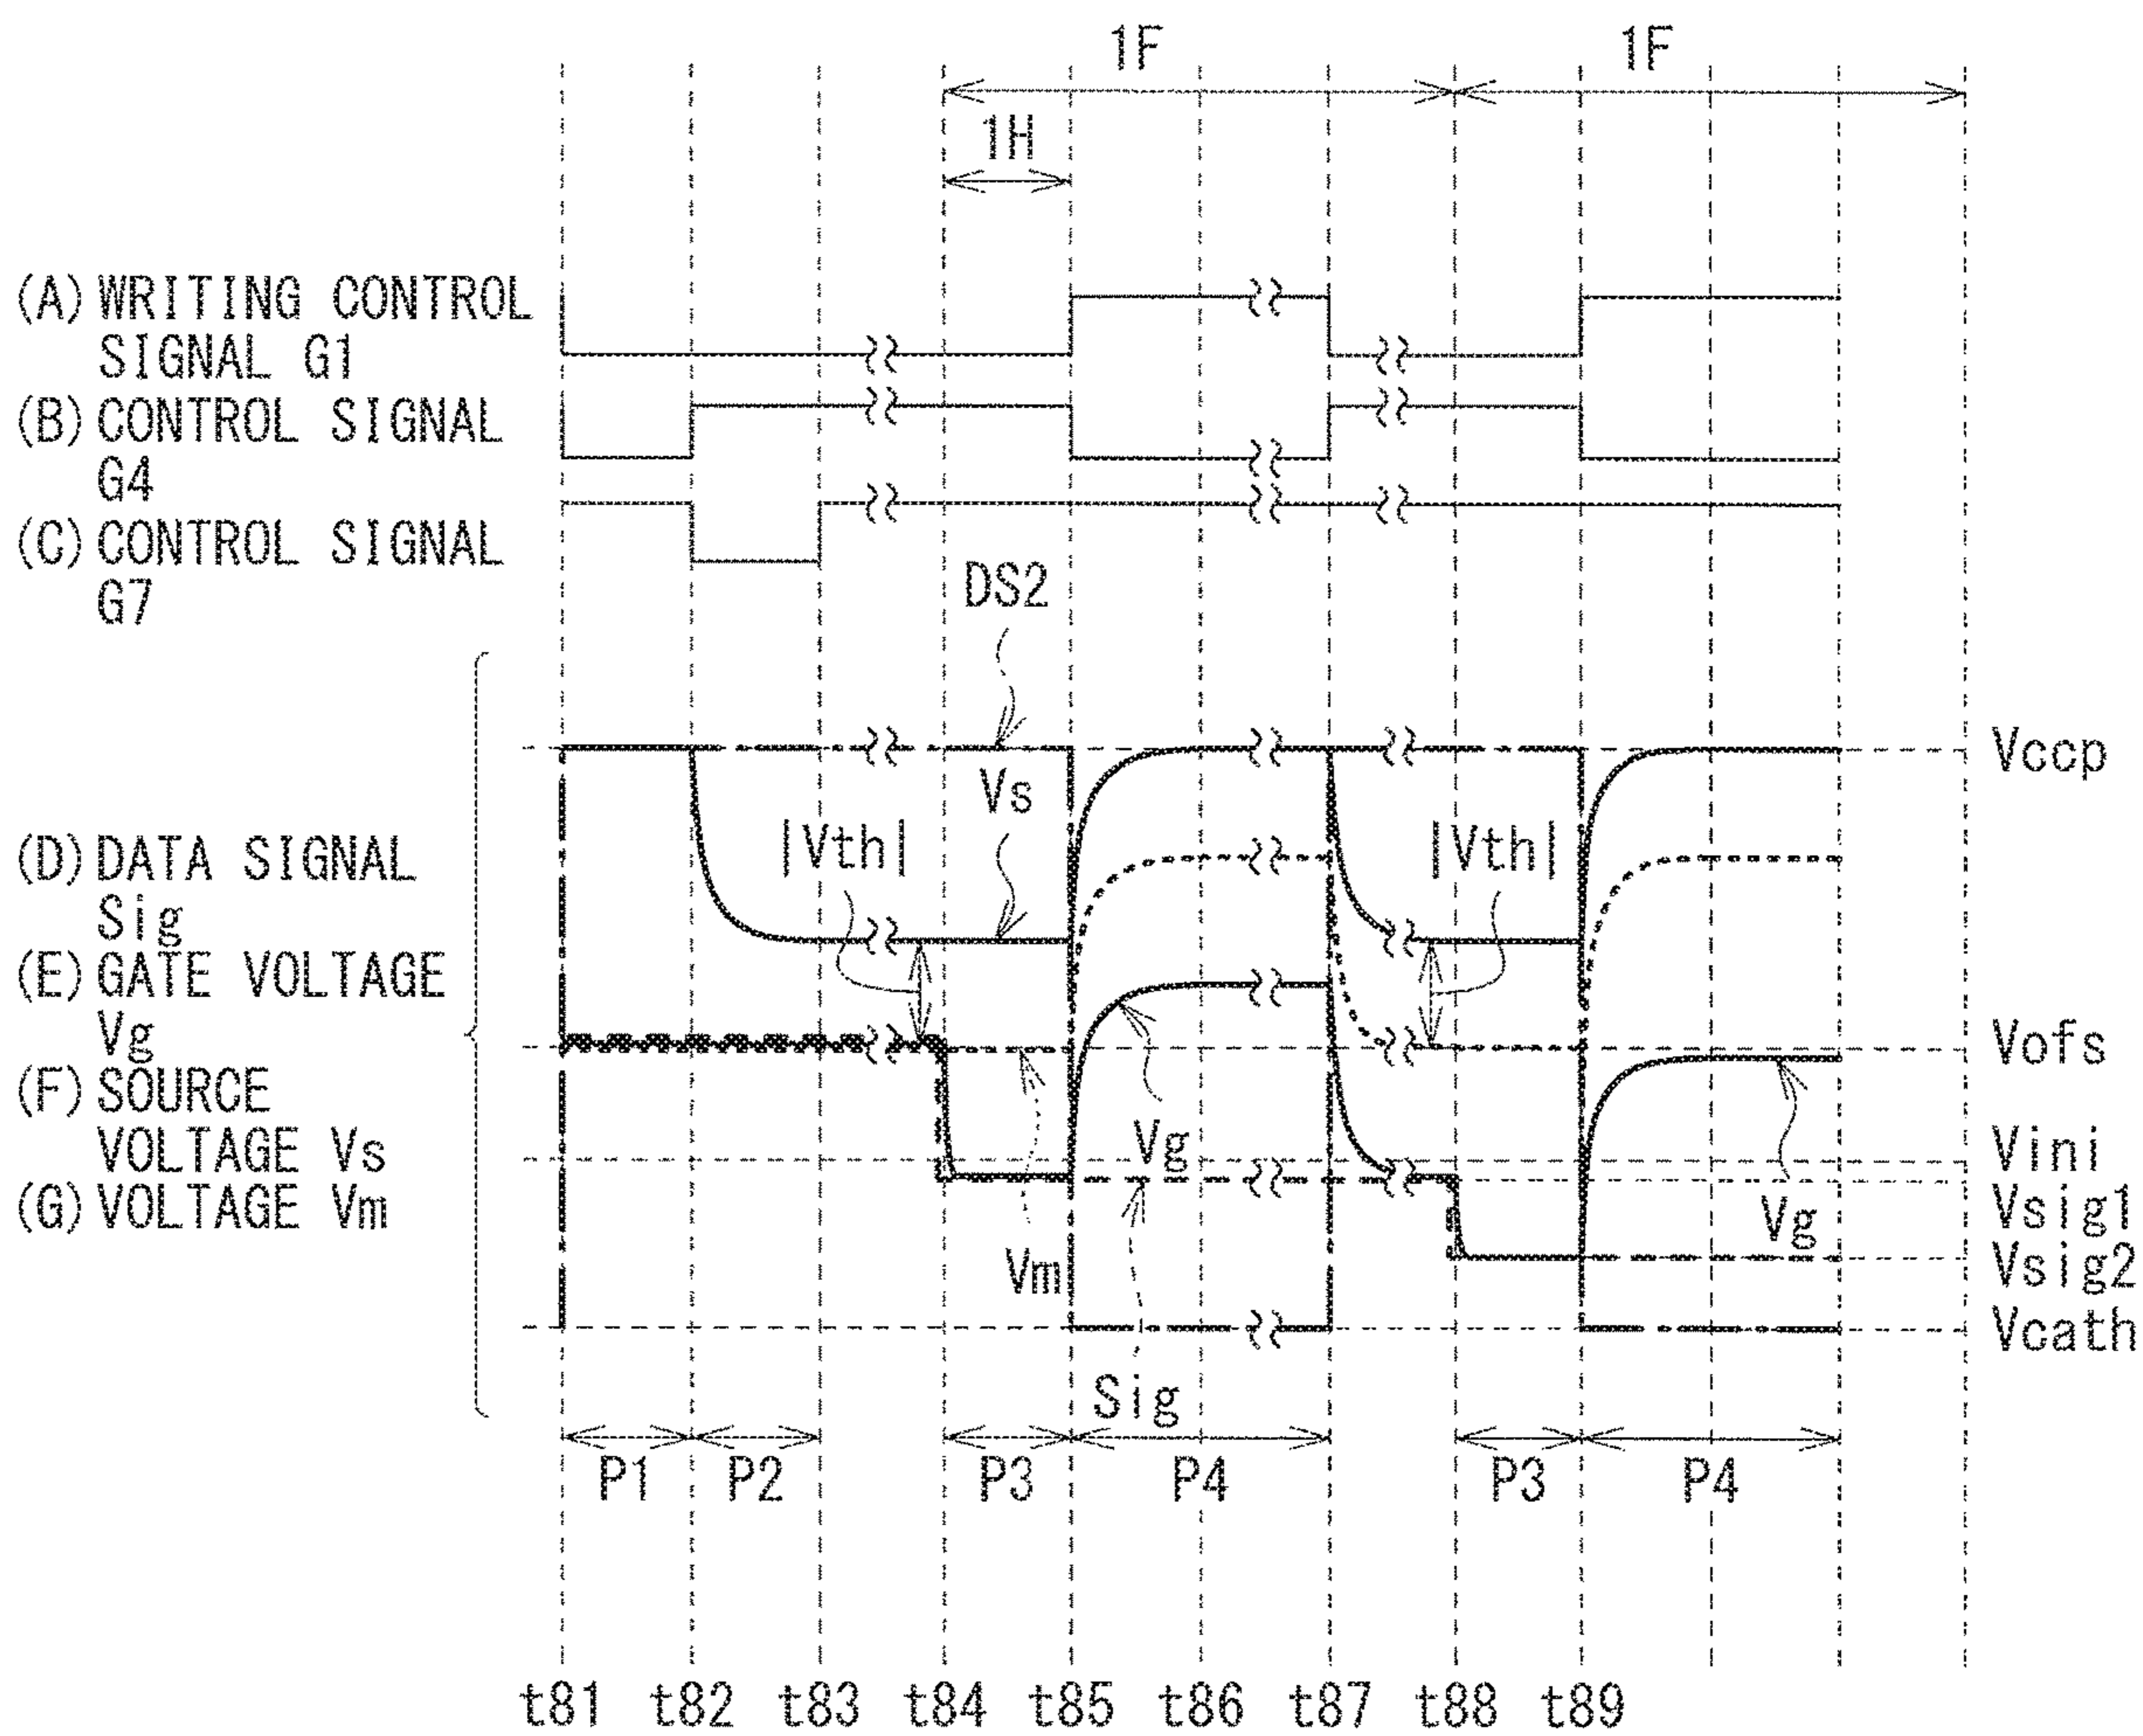 1F 1F
1H
(A) WRITING CONTROL
SIGNAL G1
(B) CONTROL SIGNAL
G4
(C) CONTROL SIGNAL
G7
DS2
Vccp
Vs
|Vth| |Vth|
(D) DATA SIGNAL
Sig
(E) GATE VOLTAGE
Vg
Vofs
(F) SOURCE
VOLTAGE Vs
Vg
Vini
(G) VOLTAGE Vm
Vsig1
Vg
Vm
Vsig2
Vcath
Sig
P1 P2 P3 P4 P3 P4
t81 t82 t83 t84 t85 t86 t87 t88 t89